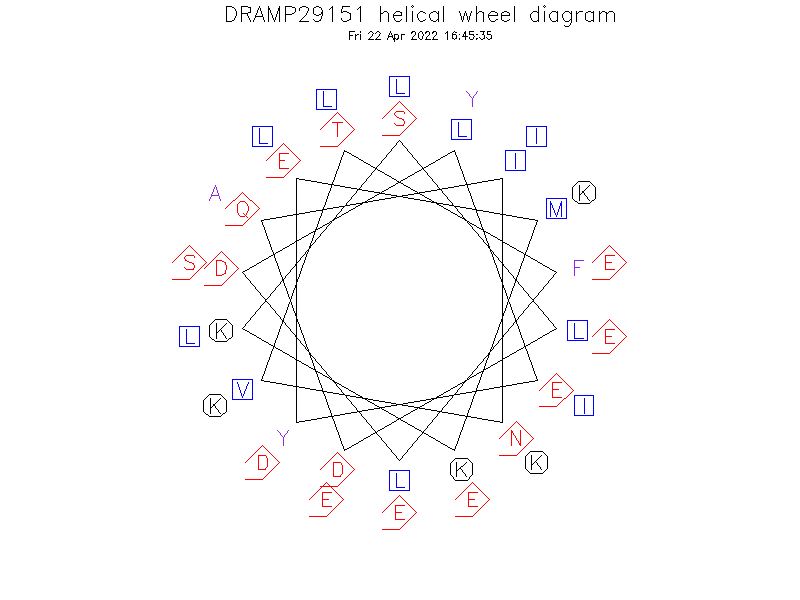 DRAMP29151 helical wheel diagram
Fri 22 Apr 2022 16:45:35
L
L Y
T S L
L I
E I
A Q M K
S D F E
L K L E
K V E I
Y N
D D K K
E L E
E